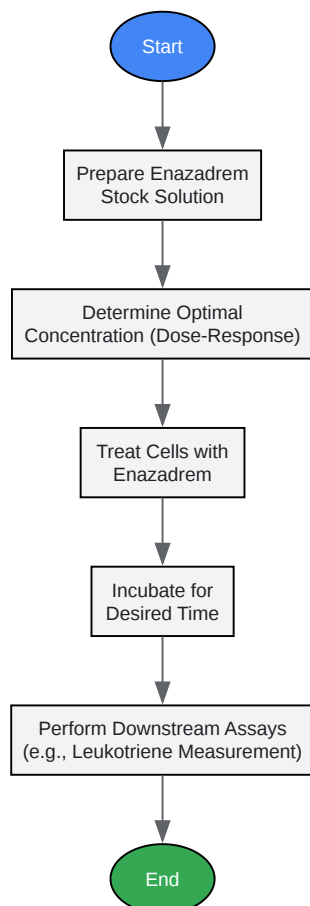 Start
Prepare Enazadrem
Stock Solution
Determine Optimal
Concentration (Dose-Response)
Treat Cells with
Enazadrem
Incubate for
Desired Time
Perform Downstream Assays
(e.g., Leukotriene Measurement)
End